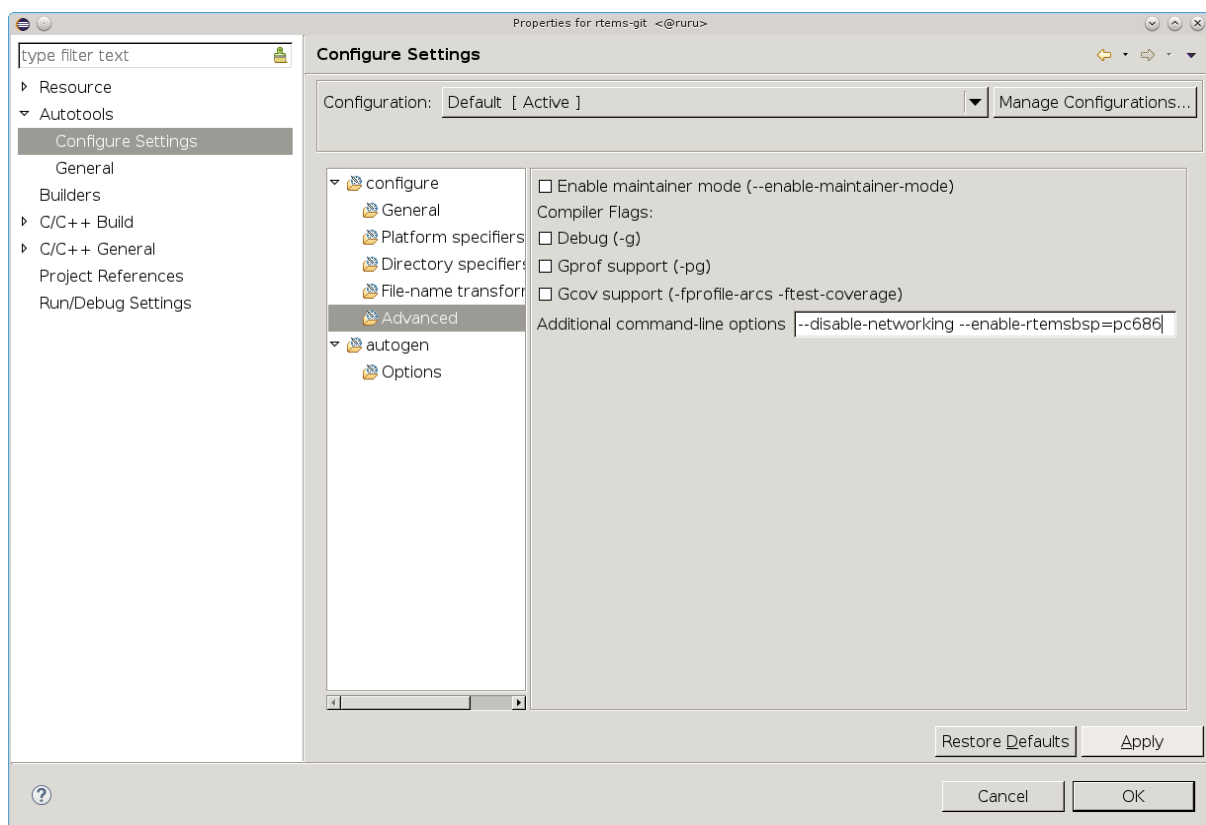 Properties for rtems-git <@ruru>
type filter text
Configure Settings
Resource
Autotools
Configure Settings
General
Builders
C/C++ Build
C/C++ General
Project References
Run/Debug Settings
Configuration: Default [ Active ] Manage Configurations...
configure
General
Platform specifiers
Directory specifiers
File-name transforr
Advanced
autogen
Options
Enable maintainer mode (--enable-maintainer-mode)
Compiler Flags:
Debug (-g)
Gprof support (-pg)
Gcov support (-fprofile-arcs -ftest-coverage)
Additional command-line options --disable-networking --enable-rtemsbsp=pc686
Restore Defaults Apply
? Cancel OK